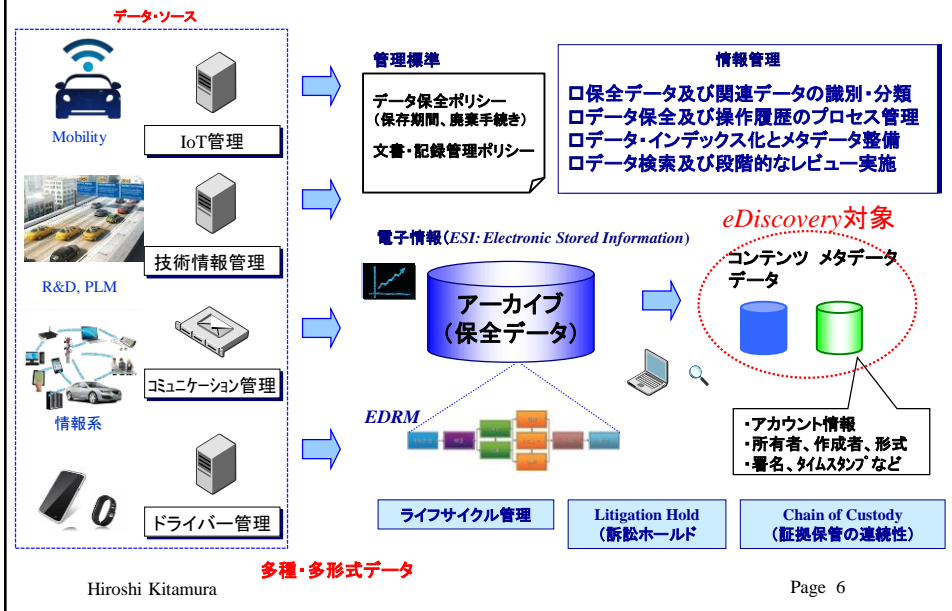 データ・ソース
Mobility
IoT管理
R&D, PLM
技術情報管理
コミュニケーション管理
情報系
ドライバー管理
多種・多形式データ
管理標準
データ保全ポリシー
（保存期間、廃棄手続き）
文書・記録管理ポリシー
情報管理
□保全データ及び関連データの識別・分類
□データ保全及び操作履歴のプロセス管理
□データ・インデックス化とメタデータ整備
□データ検索及び段階的なレビュー実施
電子情報（ESI: Electronic Stored Information）
アーカイブ
（保全データ）
eDiscovery対象
コンテンツ メタデータ
データ
・アカウント情報
・所有者、作成者、形式
・署名、タイムスタンプなど
EDRM
ライフサイクル管理
Litigation Hold
（訴訟ホールド
Chain of Custody
（証拠保管の連続性）
Hiroshi Kitamura
Page 6